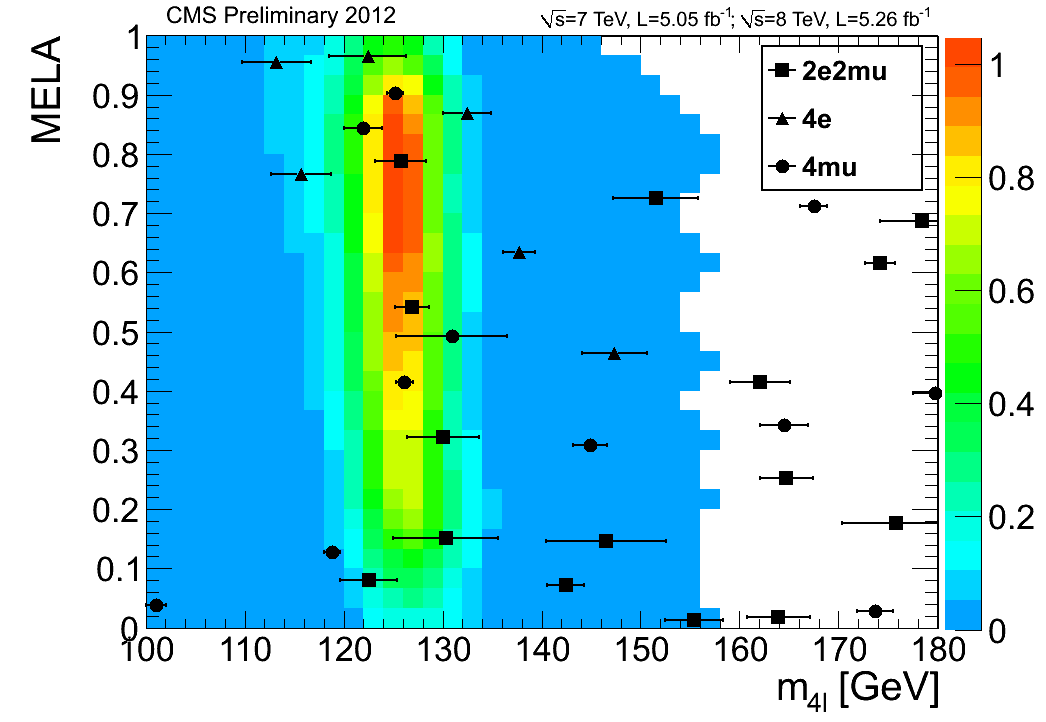 CMS Preliminary 2012
√s=7 TeV, L=5.05 fb⁻¹; √s=8 TeV, L=5.26 fb⁻¹
MELA
1
0.9
0.8
0.7
0.6
0.5
0.4
0.3
0.2
0.1
0
2e2mu
4e
4mu
1
0.8
0.6
0.4
0.2
0
100 110 120 130 140 150 160 170 180
m₄ₗ [GeV]